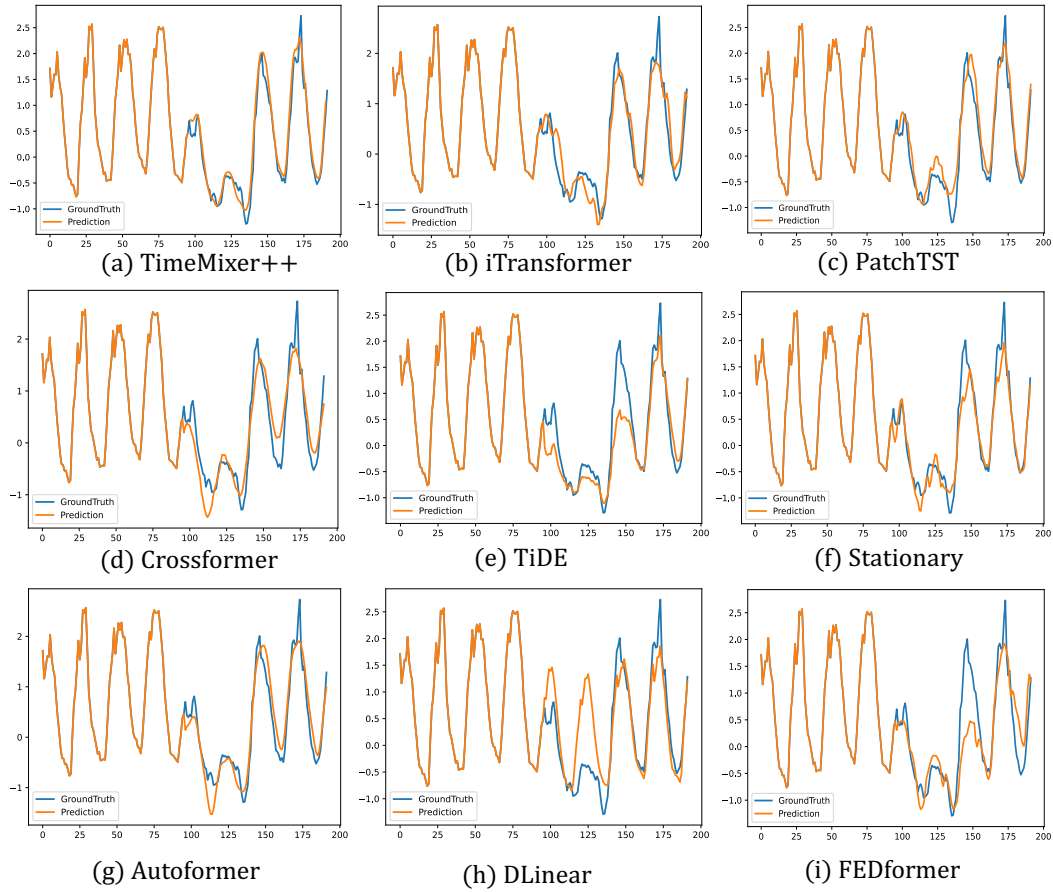 2.5
2.0
1.5
1.0
0.5
0.0
−0.5
−1.0
GroundTruth
Prediction
0 25 50 75 100 125 150 175 200
(a) TimeMixer++
2
1
0
−1
GroundTruth
Prediction
0 25 50 75 100 125 150 175 200
(b) iTransformer
2.5
2.0
1.5
1.0
0.5
0.0
−0.5
−1.0
GroundTruth
Prediction
0 25 50 75 100 125 150 175 200
(c) PatchTST
2
1
0
−1
GroundTruth
Prediction
0 25 50 75 100 125 150 175 200
(d) Crossformer
2.5
2.0
1.5
1.0
0.5
0.0
−0.5
−1.0
GroundTruth
Prediction
0 25 50 75 100 125 150 175 200
(e) TiDE
2.5
2.0
1.5
1.0
0.5
0.0
−0.5
−1.0
GroundTruth
Prediction
0 25 50 75 100 125 150 175 200
(f) Stationary
2
1
0
−1
GroundTruth
Prediction
0 25 50 75 100 125 150 175 200
(g) Autoformer
2,5
2,0
1,5
1,0
0,5
0.0
−0.5
−1.0
GroundTruth
Prediction
0 25 50 75 100 125 150 175 200
(h) DLinear
2,5
2,0
1,5
1,0
0,5
0.0
−0.5
−1.0
GroundTruth
Prediction
0 25 50 75 100 125 150 175 200
(i) FEDformer